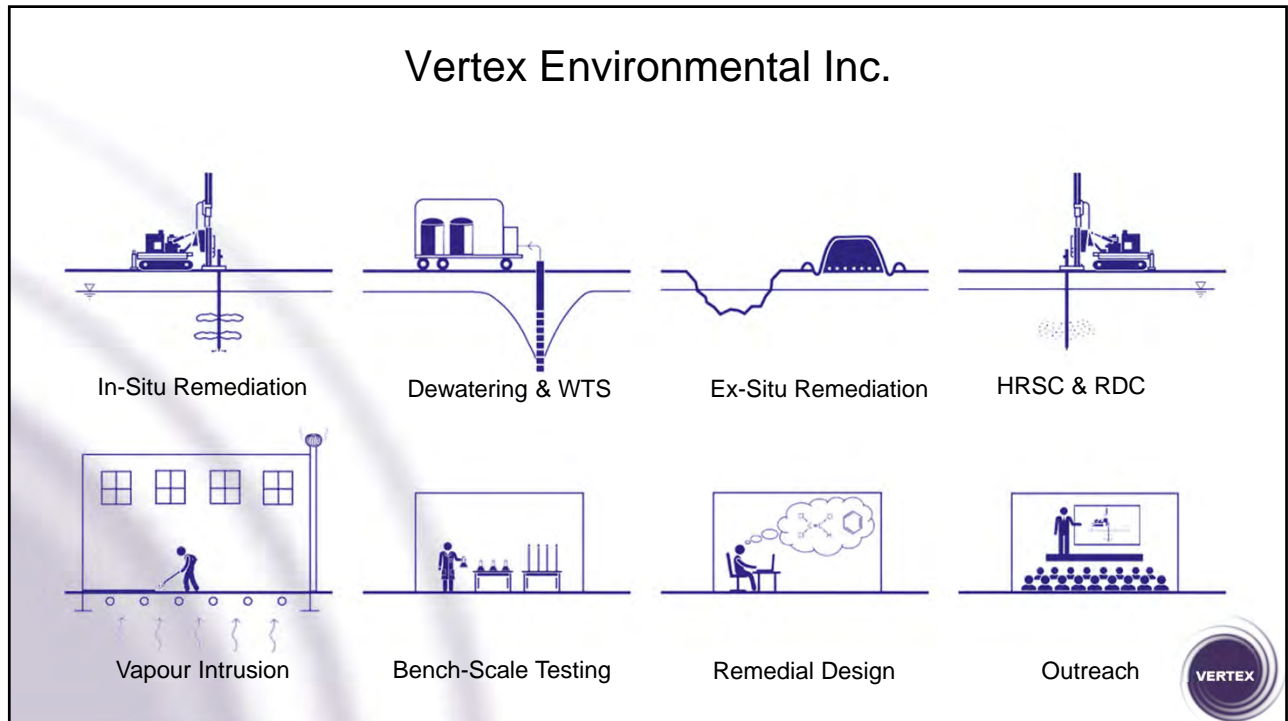 Vertex Environmental Inc.
In-Situ Remediation
Dewatering & WTS
Ex-Situ Remediation
HRSC & RDC
Vapour Intrusion
Bench-Scale Testing
Remedial Design
Outreach
VERTEX